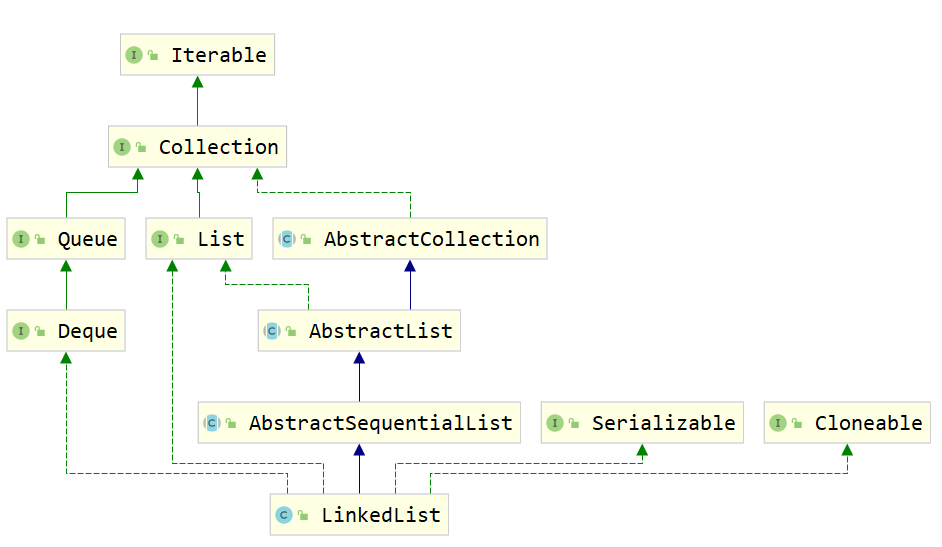 I Iterable
I Collection
I Queue
I List
C AbstractCollection
I Deque
C AbstractList
C AbstractSequentialList
I Serializable
I Cloneable
C LinkedList